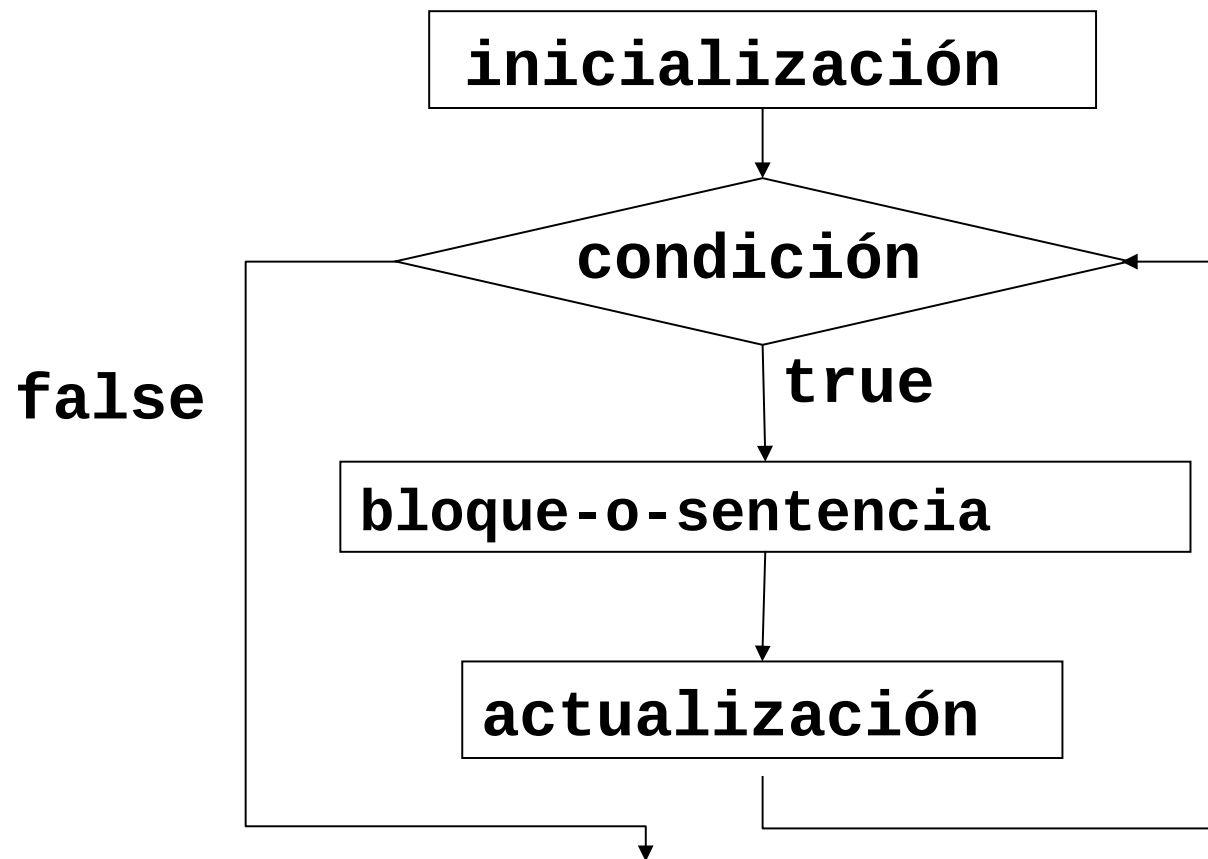 inicialización
condición
true
false
bloque-o-sentencia
actualización